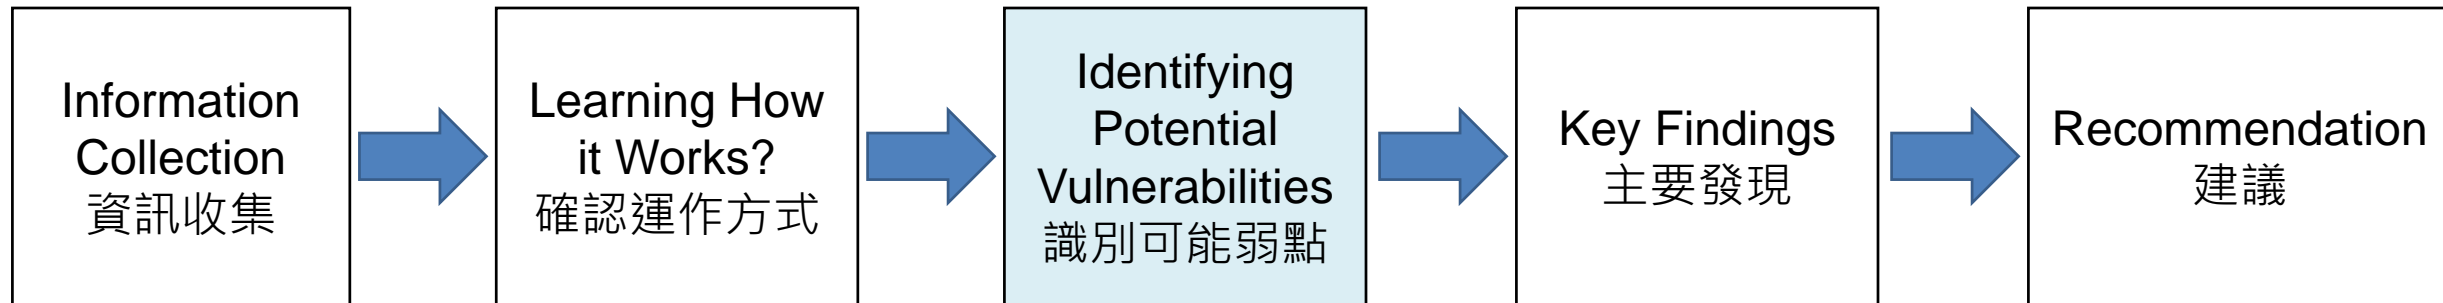 Information
Collection
資訊收集
Learning How
it Works?
確認運作方式
Identifying
Potential
Vulnerabilities
識別可能弱點
Key Findings
主要發現
Recommendation
建議